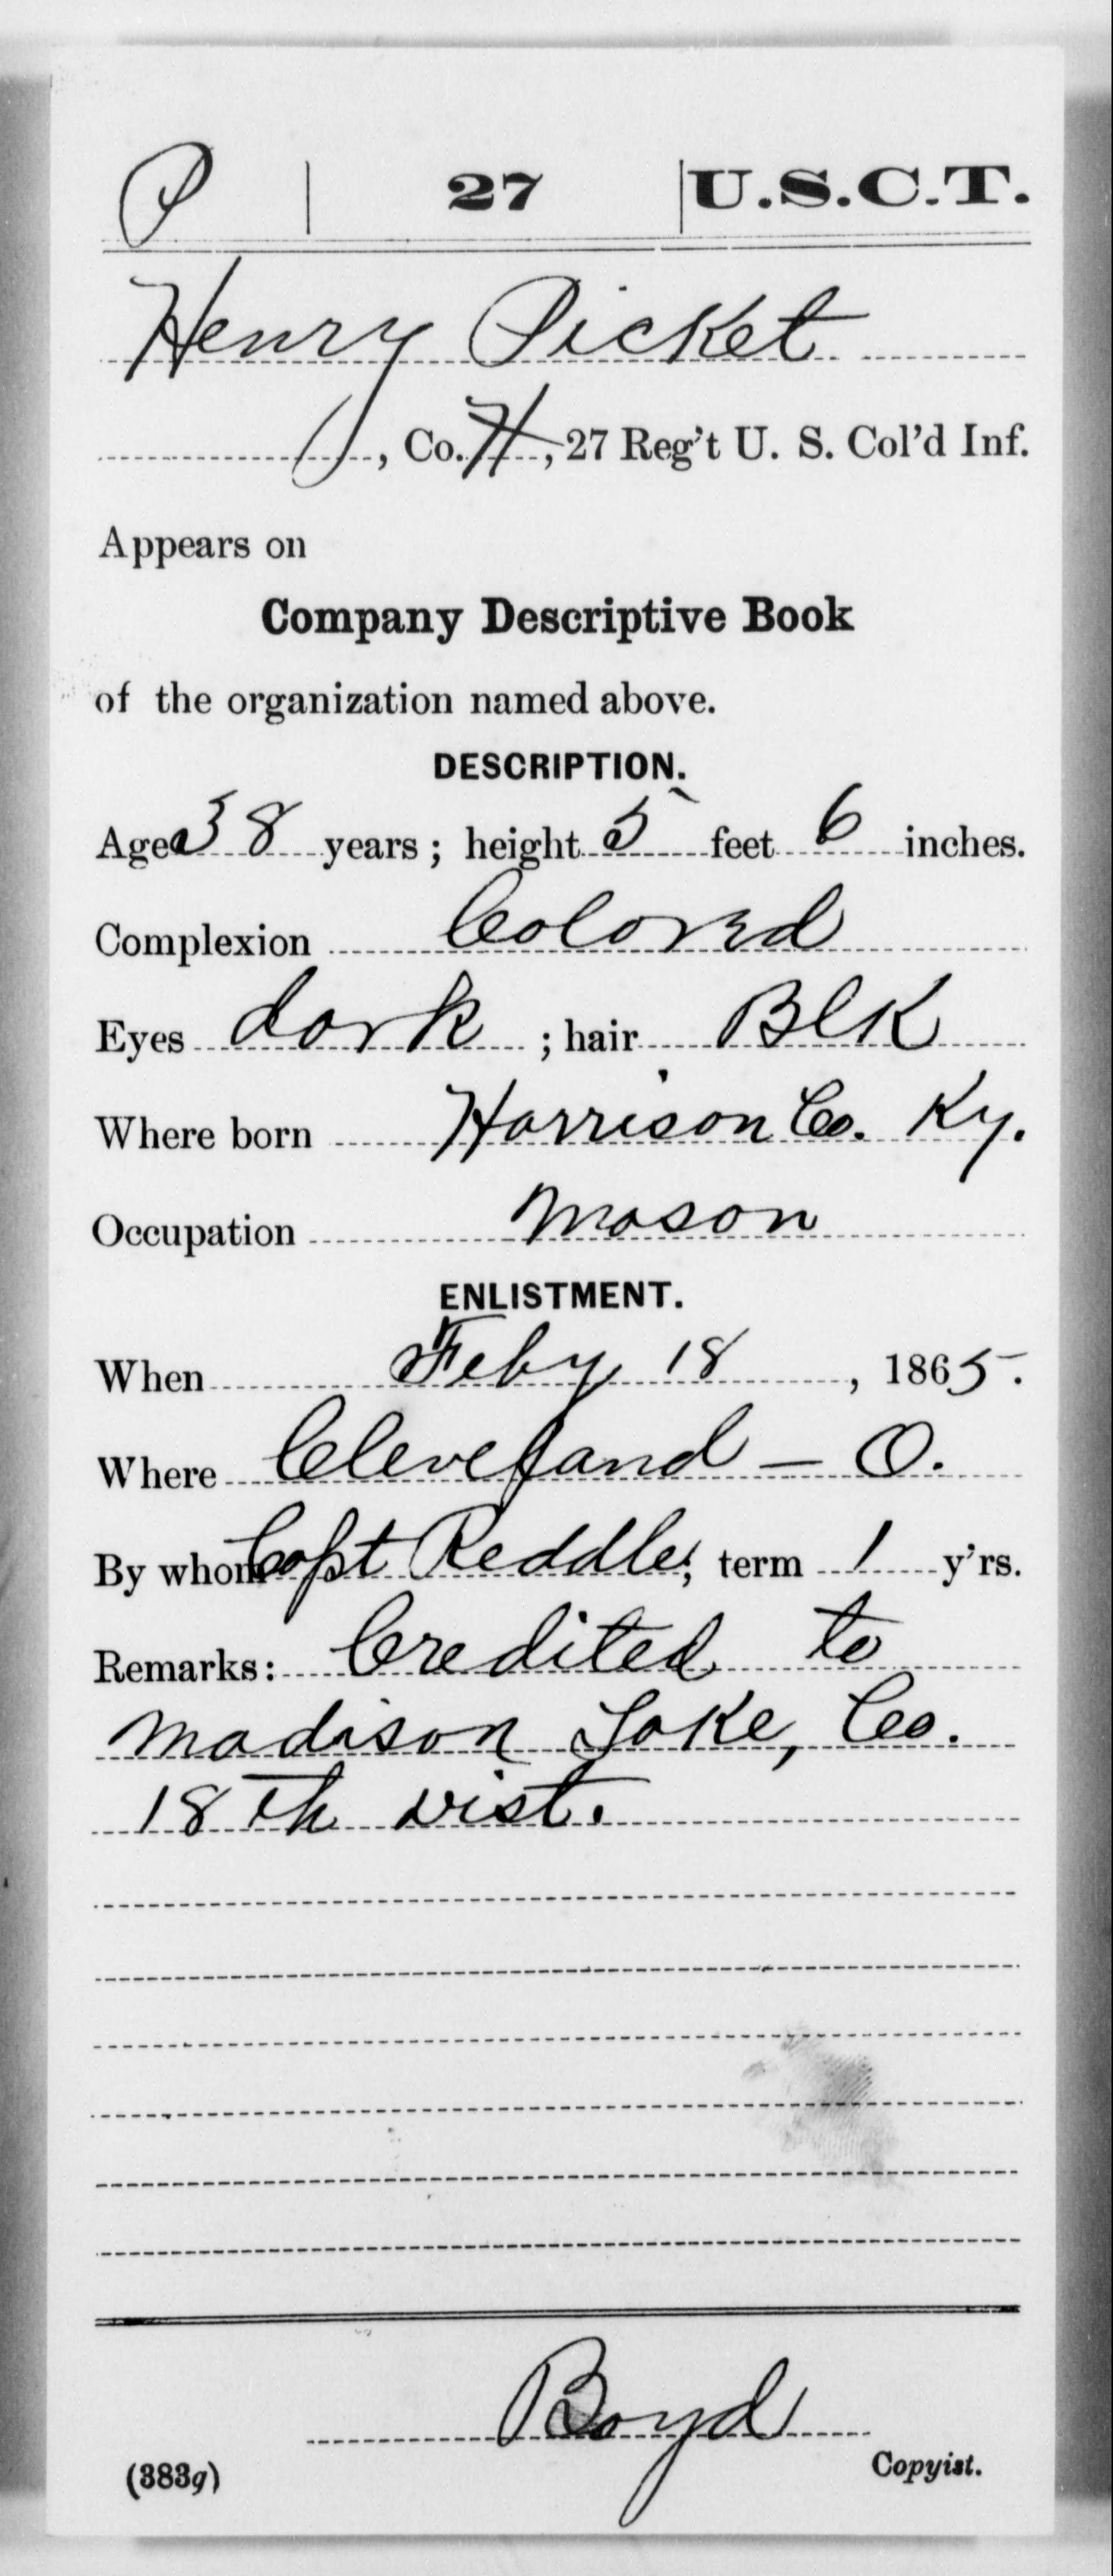 P | 27 | U.S.C.T.
Henry Picket
, Co. H, 27 Reg't U. S. Col'd Inf.
Appears on
Company Descriptive Book
of the organization named above.
DESCRIPTION.
Age 38 years; height 5 feet 6 inches.
Complexion Colored
Eyes dark; hair Blk
Where born Harrison Co. Ky.
Occupation Mason
ENLISTMENT.
When Feby 18, 1865.
Where Cleveland - O.
By whom Capt Reddle; term 1 y'rs.
Remarks: Credited to
Madison Lake, Co.
18th Dist.
Boyd
(383g) Copyist.